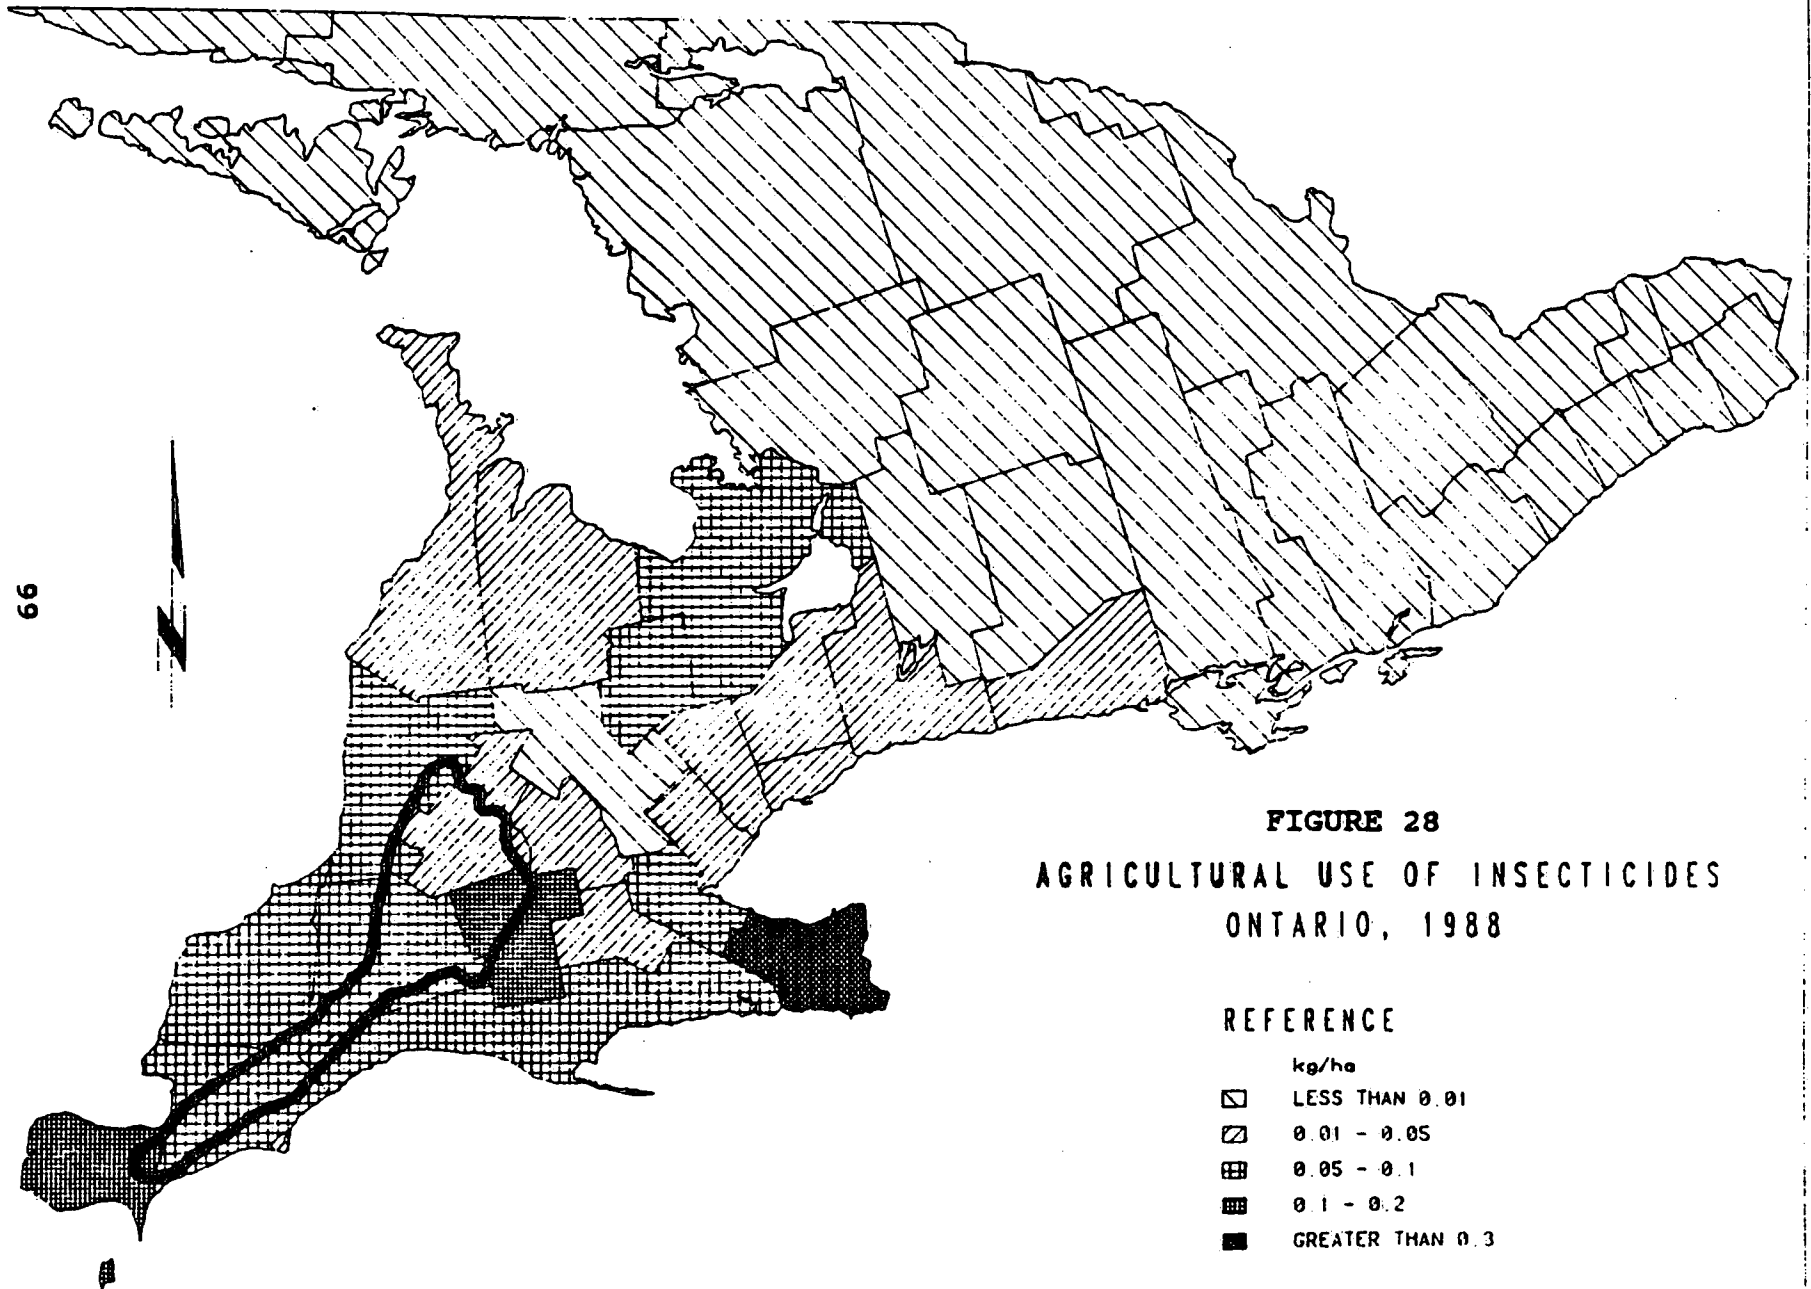 66
FIGURE 28
AGRICULTURAL USE OF INSECTICIDES
ONTARIO, 1988
REFERENCE
kg/ha
LESS THAN 0.01
0.01 - 0.05
0.05 - 0.1
0.1 - 0.2
GREATER THAN 0.3
N